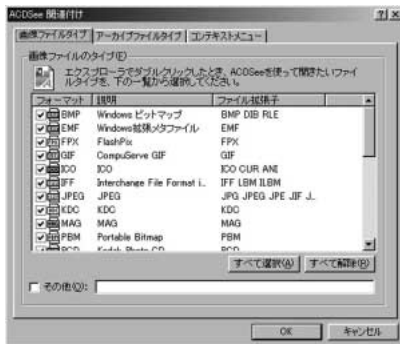 ACDSee 関連付け
画像ファイルタイプ アーカイブファイルタイプ コンテキストメニュー
画像ファイルのタイプ(E)
エクスプローラでダブルクリックしたとき、ACDSeeを使って開きたいファイ
ルタイプを、下の一覧から選択してください。
フォーマット 説明 ファイル拡張子
BMP Windows ビットマップ BMP DIB RLE
EMF Windows拡張メタファイル EMF
FPX FlashPix FPX
GIF CompuServe GIF GIF
ICO ICO ICO CUR ANI
IFF Interchange File Format i... IFF LBM ILBM
JPEG JPEG JPG JPEG JPE JIF J...
KDC KDC KDC
MAG MAG MAG
PBM Portable Bitmap PBM
PCD Kodak Photo CD PCD
すべて選択(A) すべて解除(R)
その他(O):
OK キャンセル